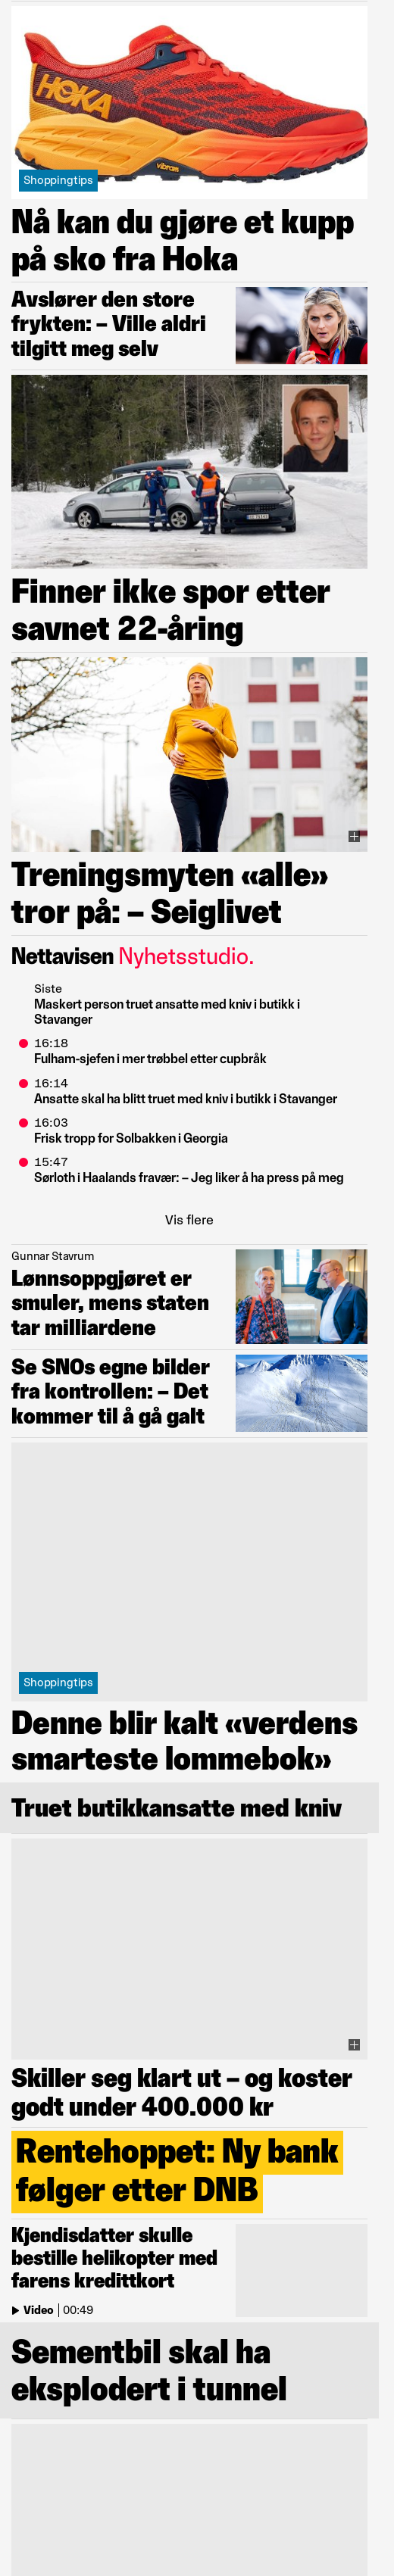 HOKA
vibram
Shoppingtips
Nå kan du gjøre et kupp
på sko fra Hoka
Avslører den store
frykten: – Ville aldri
tilgitt meg selv
Finner ikke spor etter
savnet 22-åring
Treningsmyten «alle»
tror på: – Seiglivet
Nettavisen Nyhetsstudio.
Siste
Maskert person truet ansatte med kniv i butikk i
Stavanger
16:18
Fulham-sjefen i mer trøbbel etter cupbråk
16:14
Ansatte skal ha blitt truet med kniv i butikk i Stavanger
16:03
Frisk tropp for Solbakken i Georgia
15:47
Sørloth i Haalands fravær: – Jeg liker å ha press på meg
Vis flere
Gunnar Stavrum
Lønnsoppgjøret er
smuler, mens staten
tar milliardene
Se SNOs egne bilder
fra kontrollen: – Det
kommer til å gå galt
Shoppingtips
Denne blir kalt «verdens
smarteste lommebok»
Truet butikkansatte med kniv
Skiller seg klart ut – og koster
godt under 400.000 kr
Rentehoppet: Ny bank
følger etter DNB
Kjendisdatter skulle
bestille helikopter med
farens kredittkort
Video | 00:49
Sementbil skal ha
eksplodert i tunnel